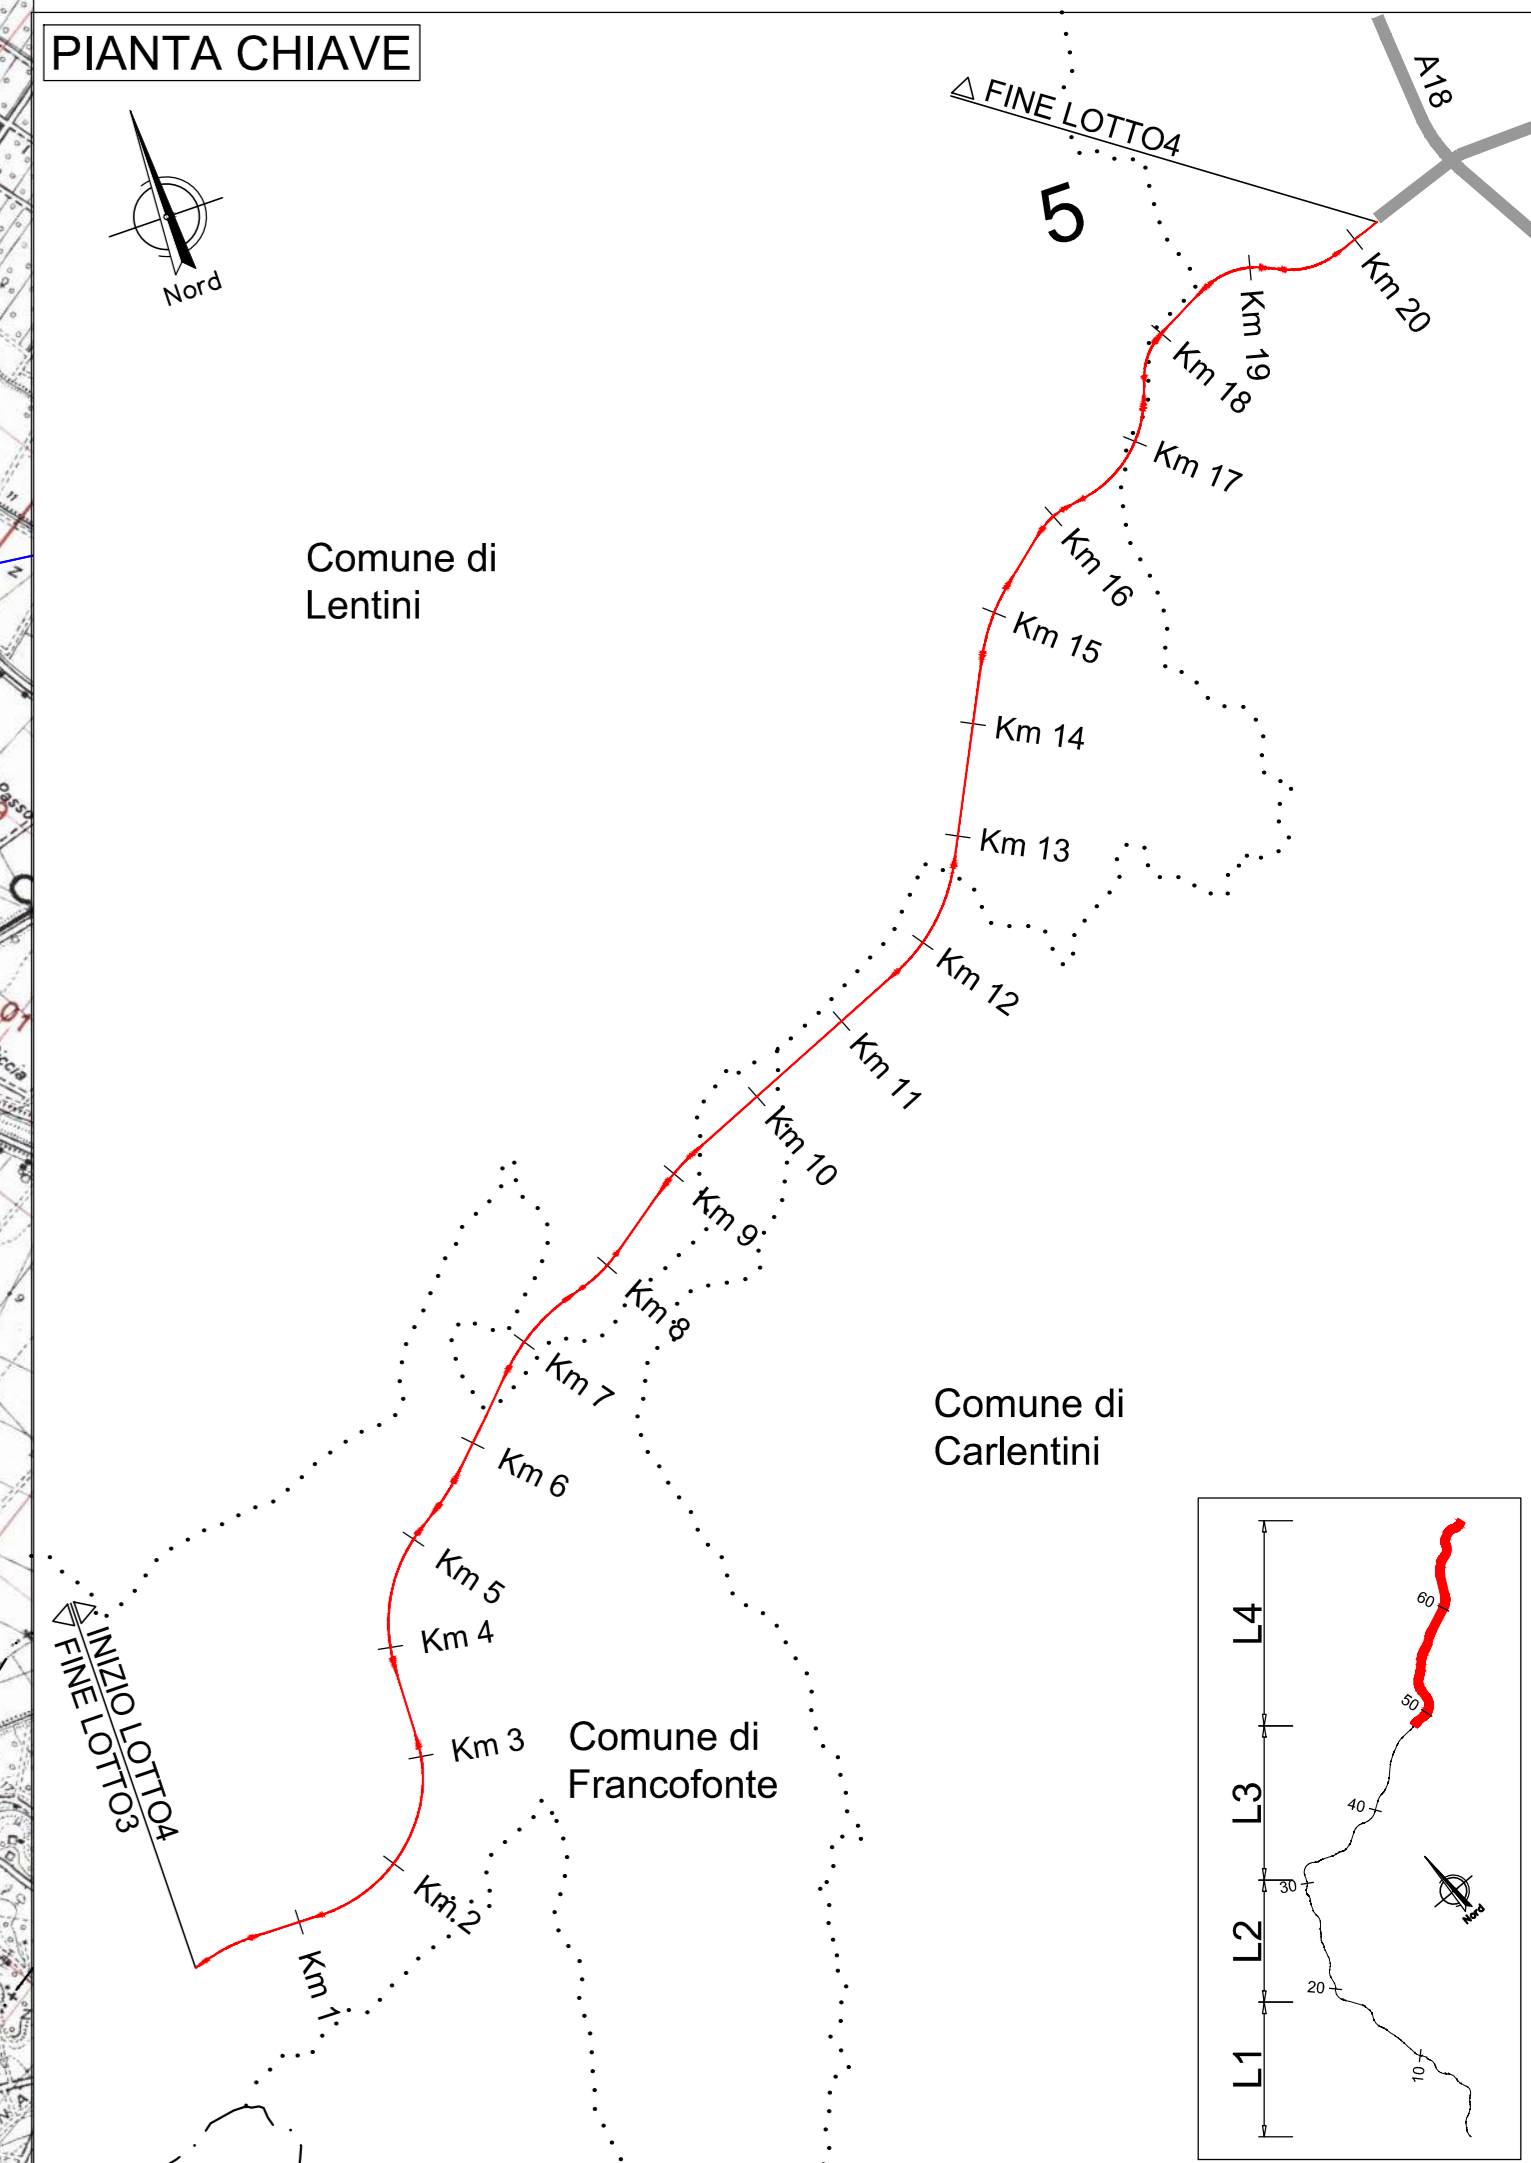 PIANTA CHIAVE
A18
FINE LOTTO4
5
Nord
Km 20
Km 19
Km 18
Km 17
Comune di
Lentini
Km 16
Km 15
Km 14
Km 13
Km 12
Km 11
Km 10
Km 9
Km 8
Km 7
Comune di
Carlentini
Km 6
Km 5
Km 4
INIZIO LOTTO4
FINE LOTTO3
Km 3
Comune di
Francofonte
Km 2
Km 1
L4
60
50
L3
40
30
Nord
L2
20
L1
10